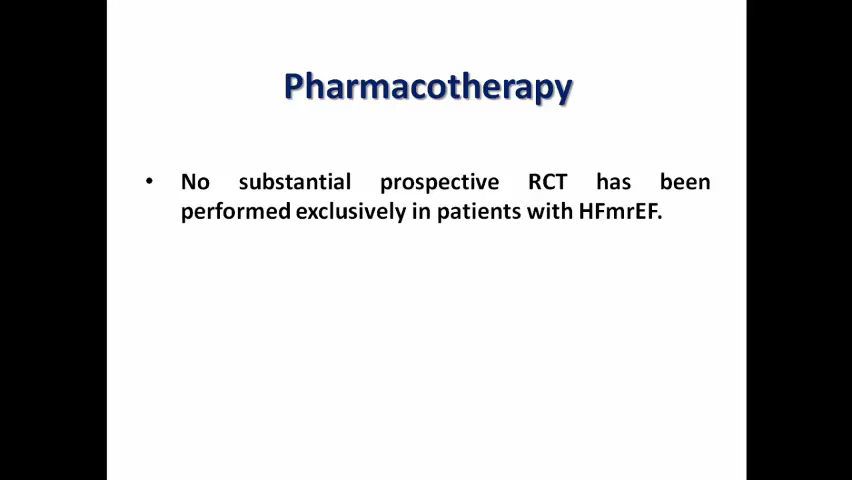 Pharmacotherapy
• No substantial prospective RCT has been
performed exclusively in patients with HFmrEF.